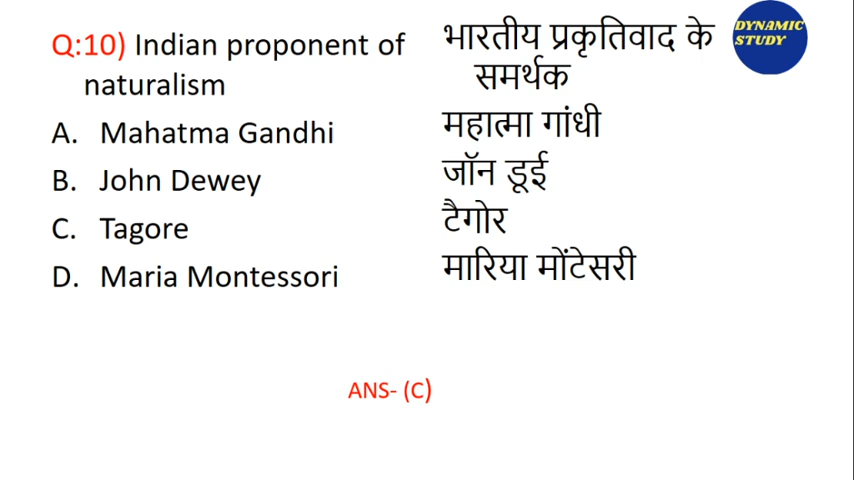 Q:10) Indian proponent of
naturalism
A. Mahatma Gandhi
B. John Dewey
C. Tagore
D. Maria Montessori
भारतीय प्रकृतिवाद के
समर्थक
महात्मा गांधी
जॉन डूई
टैगोर
मारिया मोंटेसरी
DYNAMIC
STUDY
ANS- (C)